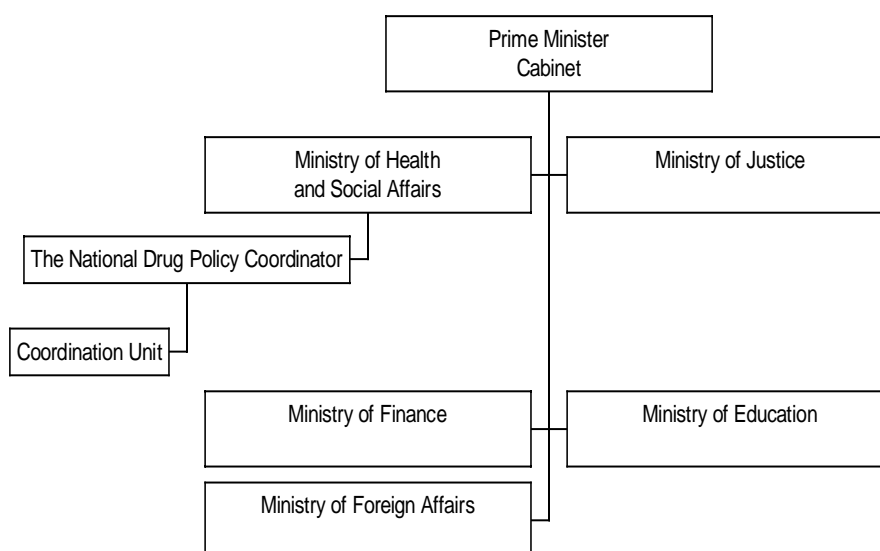 Prime Minister
Cabinet
Ministry of Health
and Social Affairs
Ministry of Justice
The National Drug Policy Coordinator
Coordination Unit
Ministry of Finance
Ministry of Education
Ministry of Foreign Affairs